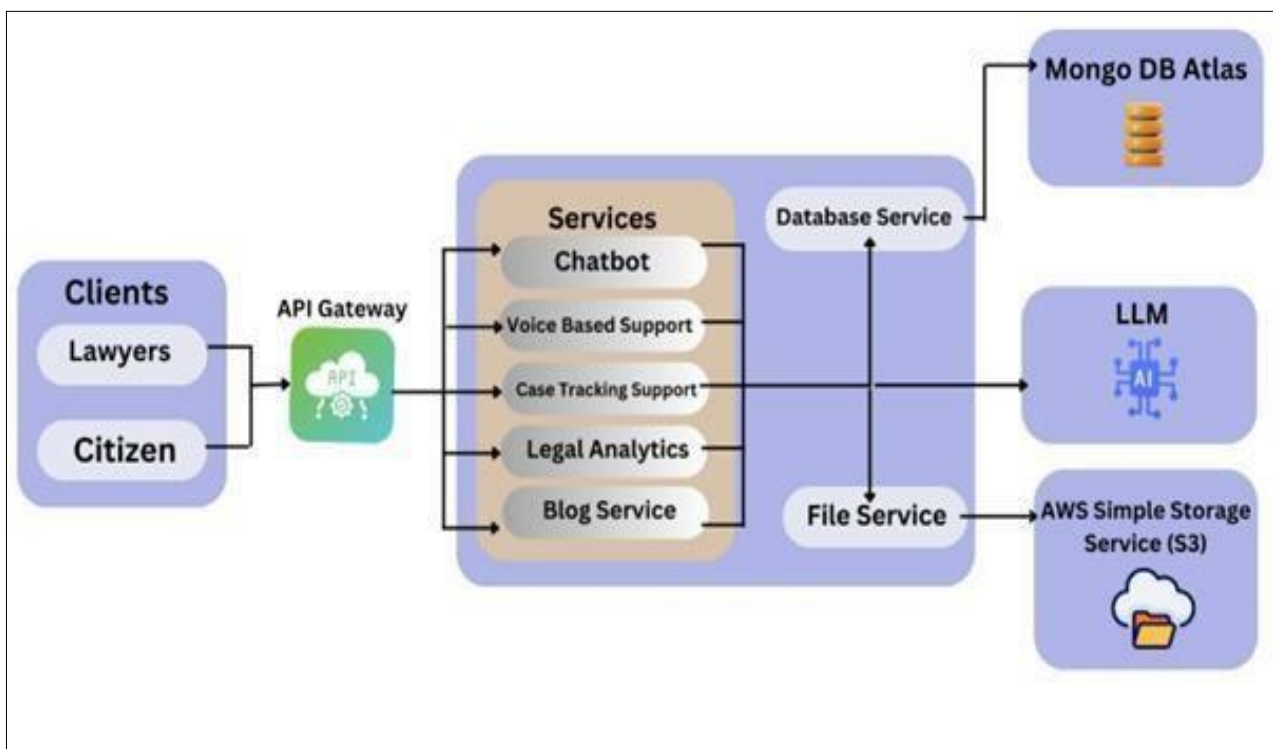 Clients
Lawyers
Citizen
API Gateway
API
Services
Chatbot
Voice Based Support
Case Tracking Support
Legal Analytics
Blog Service
Database Service
File Service
Mongo DB Atlas
LLM
AI
AWS Simple Storage
Service (S3)